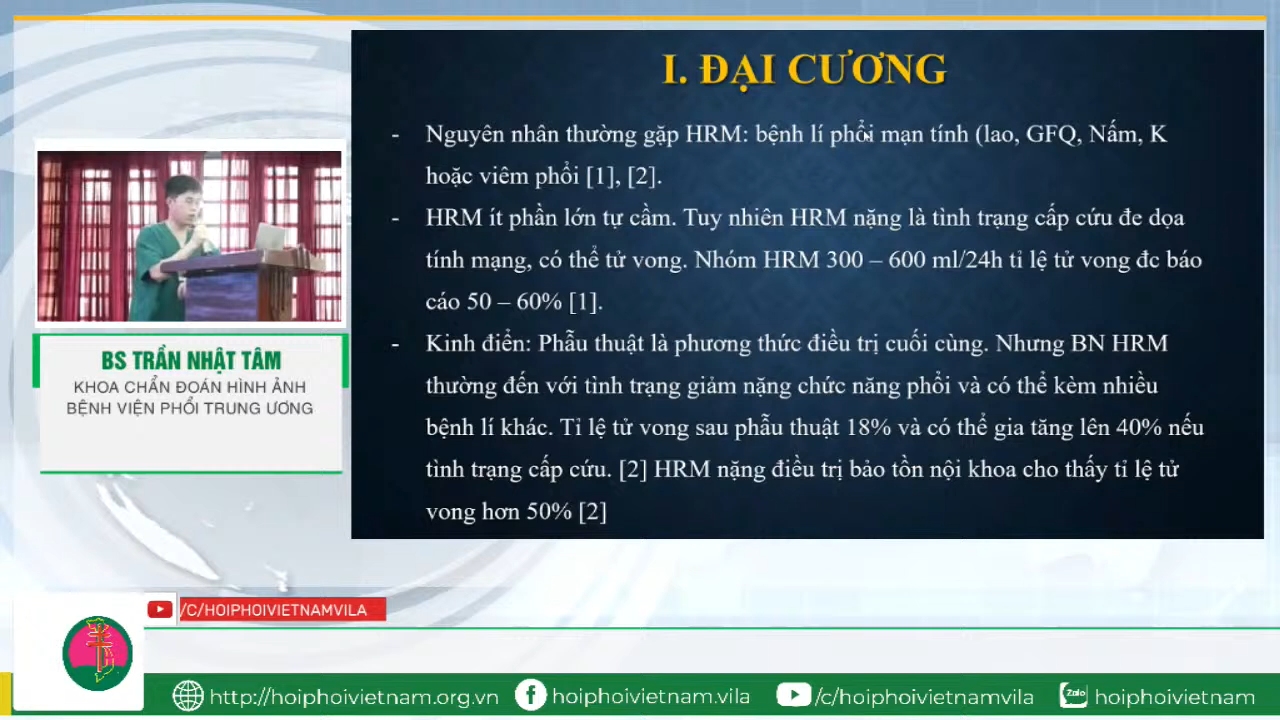 I. ĐẠI CƯƠNG
- Nguyên nhân thường gặp HRM: bệnh lí phổi mạn tính (lao, GFQ, Nấm, K
hoặc viêm phổi [1], [2].
- HRM ít phần lớn tự cầm. Tuy nhiên HRM nặng là tình trạng cấp cứu đe dọa
tính mạng, có thể tử vong. Nhóm HRM 300 – 600 ml/24h tỉ lệ tử vong đc báo
cáo 50 – 60% [1].
- Kinh điển: Phẫu thuật là phương thức điều trị cuối cùng. Nhưng BN HRM
thường đến với tình trạng giảm nặng chức năng phổi và có thể kèm nhiều
bệnh lí khác. Tỉ lệ tử vong sau phẫu thuật 18% và có thể gia tăng lên 40% nếu
tình trạng cấp cứu. [2] HRM nặng điều trị bảo tồn nội khoa cho thấy tỉ lệ tử
vong hơn 50% [2]
BS TRẦN NHẬT TÂM
KHOA CHẨN ĐOÁN HÌNH ẢNH
BỆNH VIỆN PHỔI TRUNG ƯƠNG
/C/HOIPHOIVIETNAMVILA
http://hoiphoivietnam.org.vn hoiphoivietnam.vila /c/hoiphoivietnamvila Zalo hoiphoivietnam